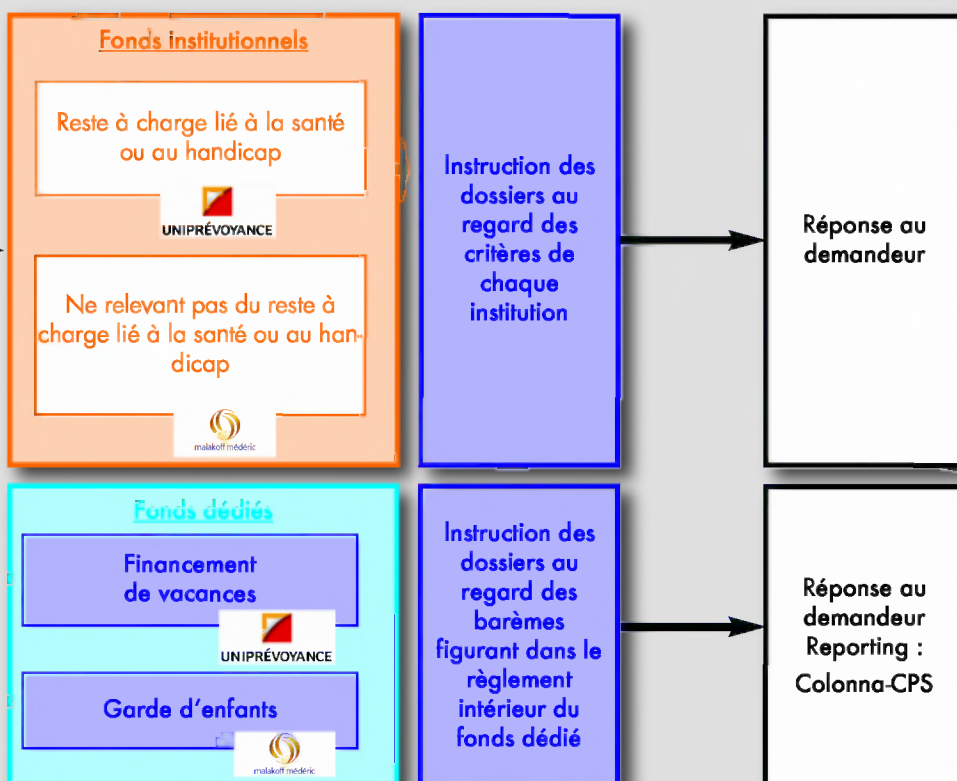 Fonds institutionnels
Reste à charge lié à la santé
ou au handicap
UNIPRÉVOYANCE
Ne relevant pas du reste à
charge lié à la santé ou au han-
dicap
malakoff médéric
Instruction des
dossiers au
regard des
critères de
chaque
institution
Réponse au
demandeur
Fonds dédiés
Financement
de vacances
UNIPRÉVOYANCE
Garde d'enfants
malakoff médéric
Instruction des
dossiers au
regard des
barèmes
figurant dans le
règlement
intérieur du
fonds dédié
Réponse au
demandeur
Reporting :
Colonna-CPS